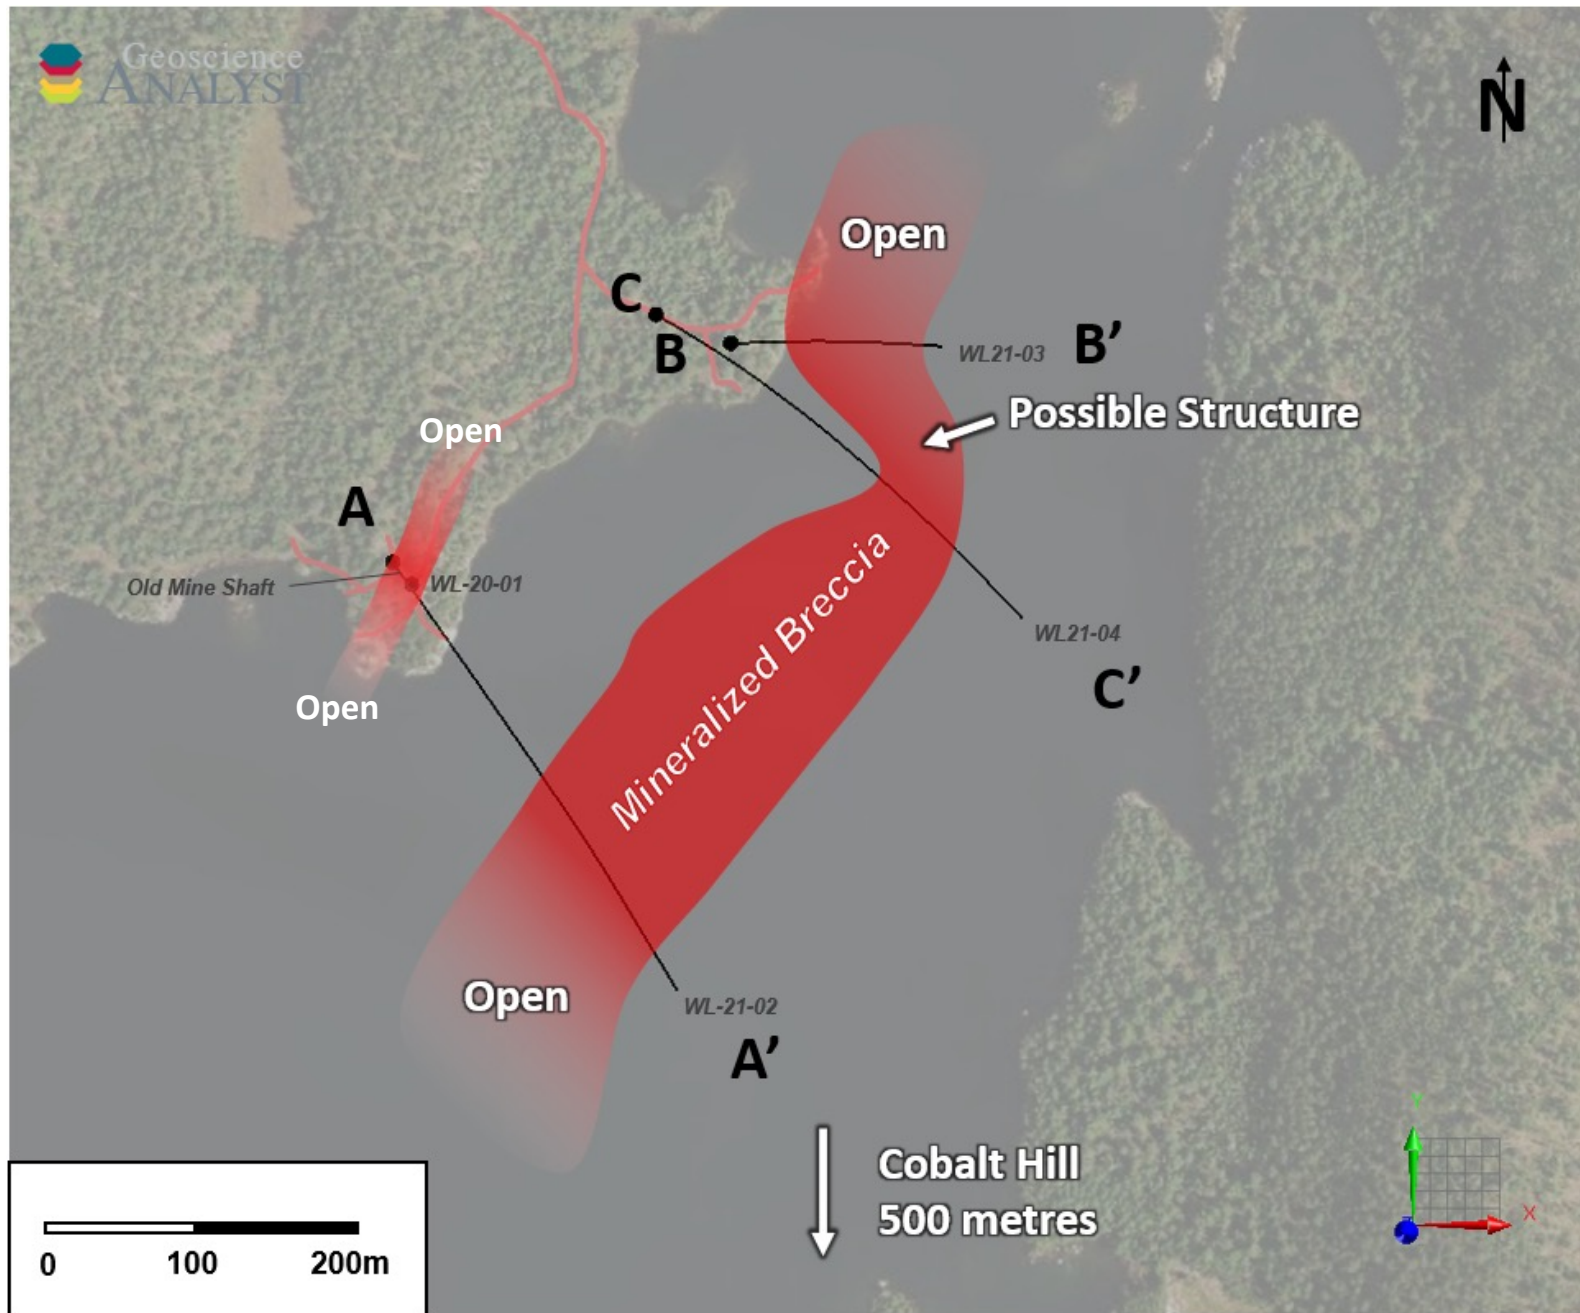 Geoscience
ANALYST
N
Open
C
B
B’
WL21-03
Possible Structure
Open
A
Old Mine Shaft
WL-20-01
Mineralized Breccia
WL21-04
C’
Open
Open
WL-21-02
A’
Cobalt Hill
500 metres
Y
X
0 100 200m